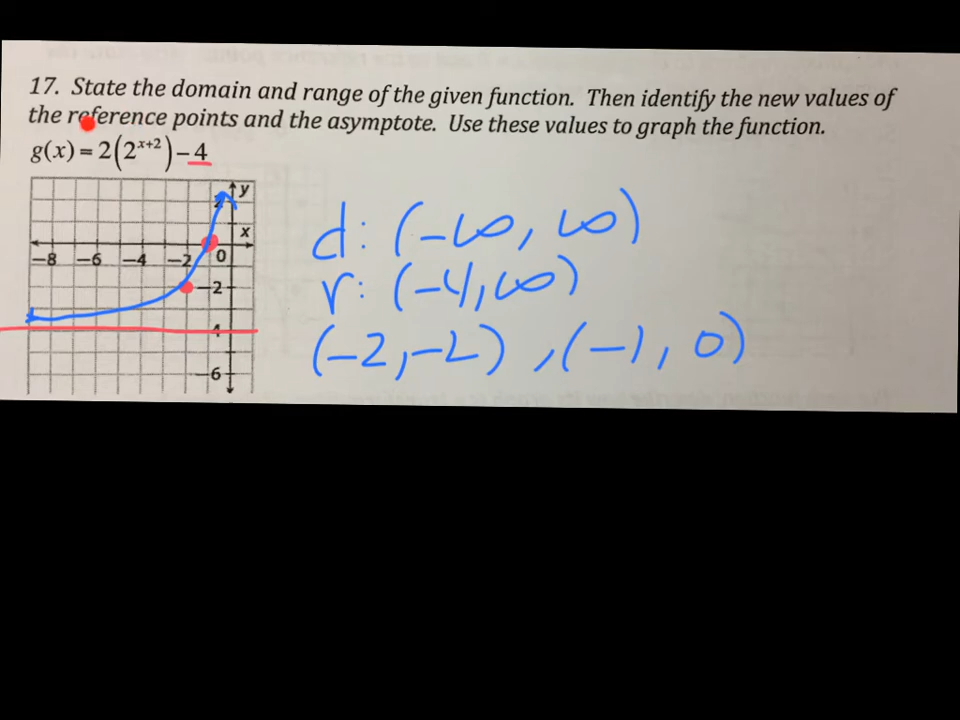 17. State the domain and range of the given function. Then identify the new values of
the reference points and the asymptote. Use these values to graph the function.
g(x) = 2(2^{x+2}) − 4
y
2
x
−8 −6 −4 −2 0
−2
4
−6
d: (−∞, ∞)
r: (−4, ∞)
(−2, −2), (−1, 0)